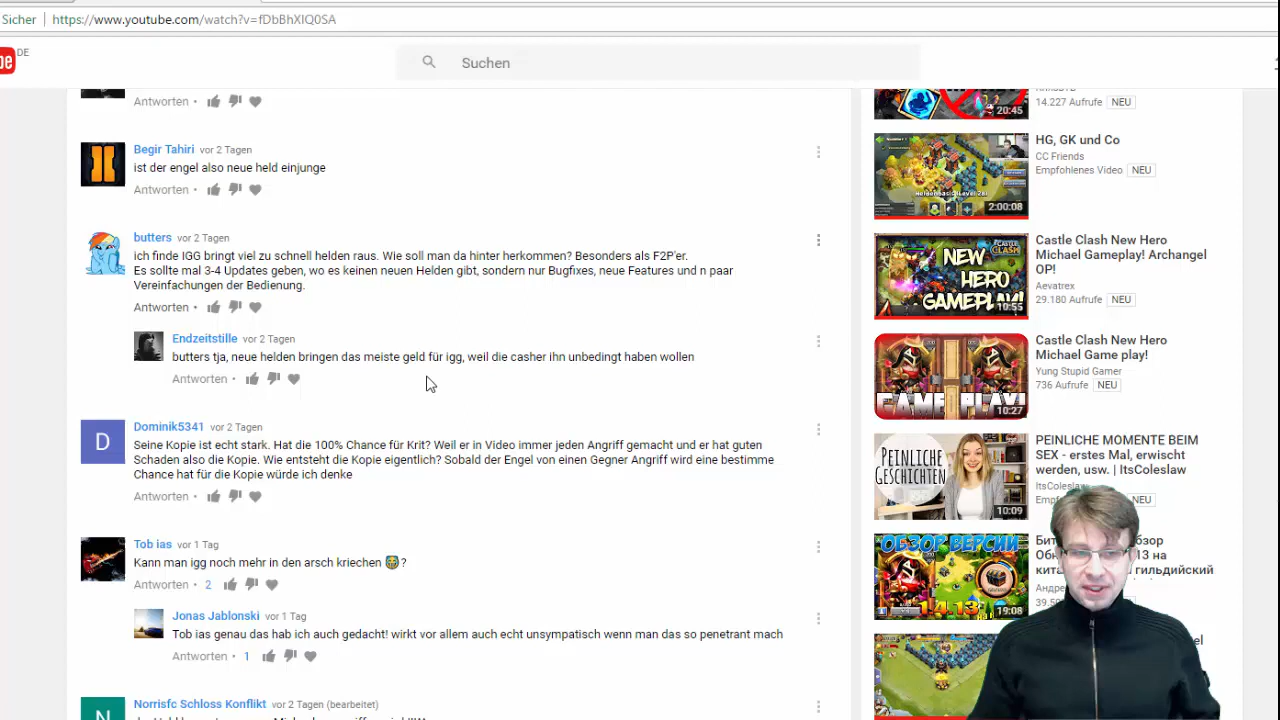 Sicher https://www.youtube.com/watch?v=fDbBhXIQ0SA
DE
Suchen
Antworten •
Begir Tahiri vor 2 Tagen
ist der engel also neue held einjunge
Antworten •
butters vor 2 Tagen
ich finde IGG bringt viel zu schnell helden raus. Wie soll man da hinter herkommen? Besonders als F2P'er.
Es sollte mal 3-4 Updates geben, wo es keinen neuen Helden gibt, sondern nur Bugfixes, neue Features und n paar
Vereinfachungen der Bedienung.
Antworten •
Endzeitstille vor 2 Tagen
butters tja, neue helden bringen das meiste geld für igg, weil die casher ihn unbedingt haben wollen
Antworten •
D
Dominik5341 vor 2 Tagen
Seine Kopie ist echt stark. Hat die 100% Chance für Krit? Weil er in Video immer jeden Angriff gemacht und er hat guten
Schaden also die Kopie. Wie entsteht die Kopie eigentlich? Sobald der Engel von einen Gegner Angriff wird eine bestimme
Chance hat für die Kopie würde ich denke
Antworten •
Tob ias vor 1 Tag
Kann man igg noch mehr in den arsch kriechen 😅?
Antworten • 2
Jonas Jablonski vor 1 Tag
Tob ias genau das hab ich auch gedacht! wirkt vor allem auch echt unsympatisch wenn man das so penetrant mach
Antworten • 1
N
Norrisfc Schloss Konflikt vor 2 Tagen (bearbeitet)
20:45
14.227 Aufrufe NEU
2:00:08
HG, GK und Co
CC Friends
Empfohlenes Video NEU
NEW
HERO
GAMEPLAY!
10:55
Castle Clash New Hero
Michael Gameplay! Archangel
OP!
Aevatrex
29.180 Aufrufe NEU
GAME PLAY!
10:27
Castle Clash New Hero
Michael Game play!
Yung Stupid Gamer
736 Aufrufe NEU
PEINLICHE
GESCHICHTEN
10:09
PEINLICHE MOMENTE BEIM
SEX - erstes Mal, erwischt
werden, usw. | ItsColeslaw
ItsColeslaw
NEU
ОБЗОР ВЕРСИИ
1.4.13
19:08
13 на
гильдийский